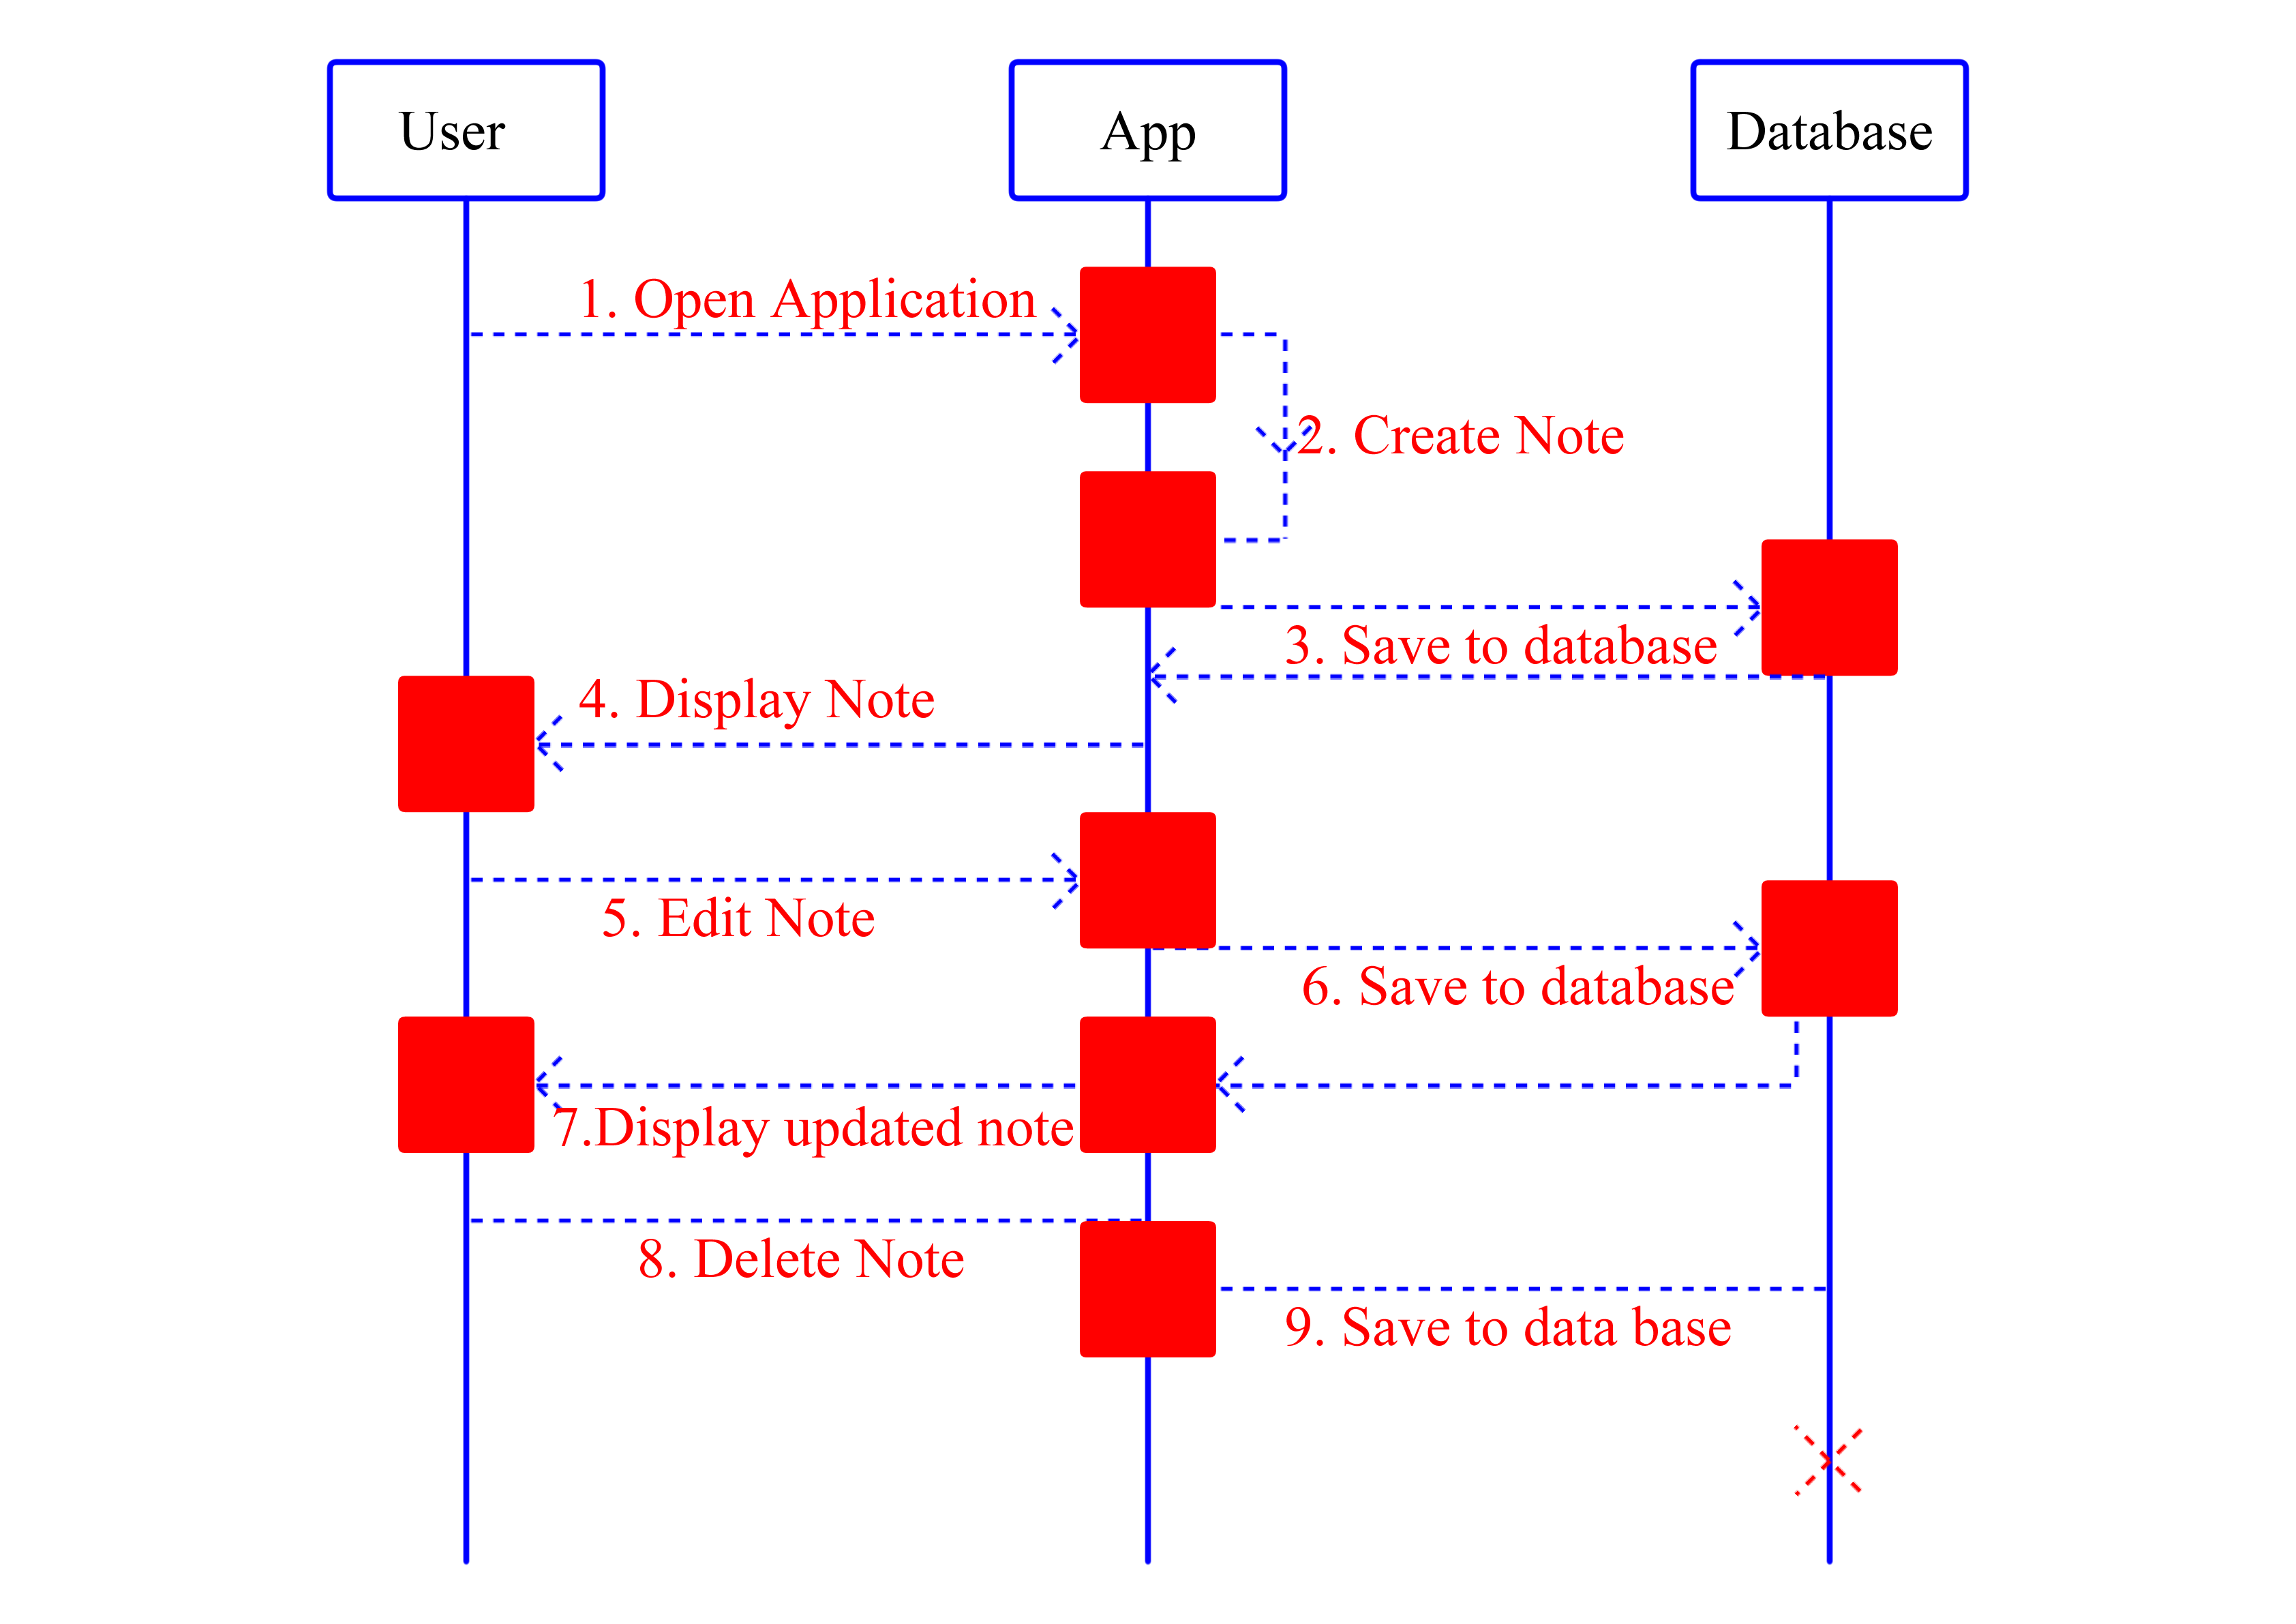 User
App
Database
1. Open Application
2. Create Note
3. Save to database
4. Display Note
5. Edit Note
6. Save to database
7.Display updated note
8. Delete Note
9. Save to data base